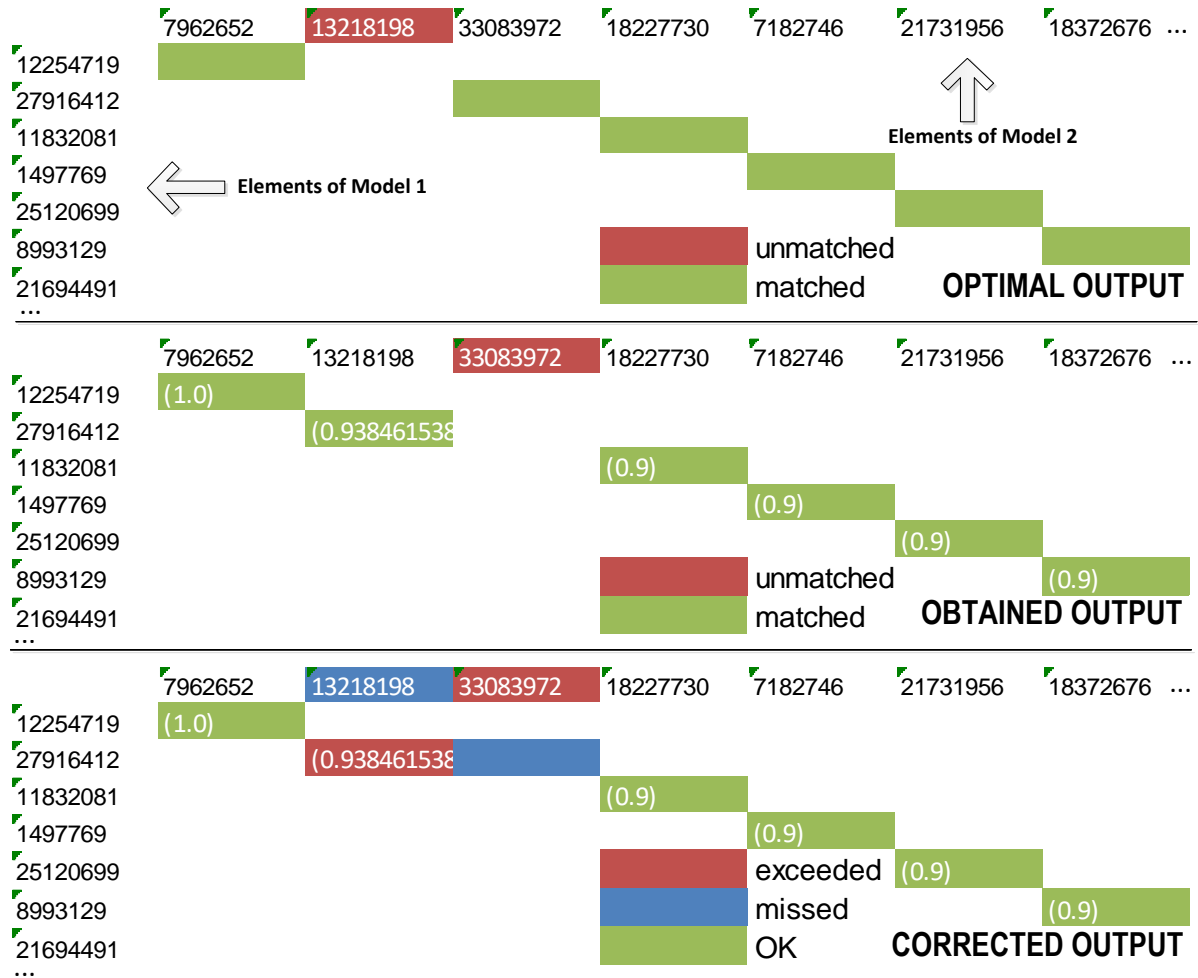 7962652 13218198 33083972 18227730 7182746 21731956 18372676 ...
12254719
27916412
11832081 Elements of Model 2
1497769 Elements of Model 1
25120699
8993129 unmatched
21694491 matched OPTIMAL OUTPUT
...
7962652 13218198 33083972 18227730 7182746 21731956 18372676 ...
12254719 (1.0)
27916412 (0.938461538
11832081 (0.9)
1497769 (0.9)
25120699 (0.9)
8993129 unmatched (0.9)
21694491 matched OBTAINED OUTPUT
...
7962652 13218198 33083972 18227730 7182746 21731956 18372676 ...
12254719 (1.0)
27916412 (0.938461538
11832081 (0.9)
1497769 (0.9)
25120699 exceeded (0.9)
8993129 missed (0.9)
21694491 OK CORRECTED OUTPUT
...